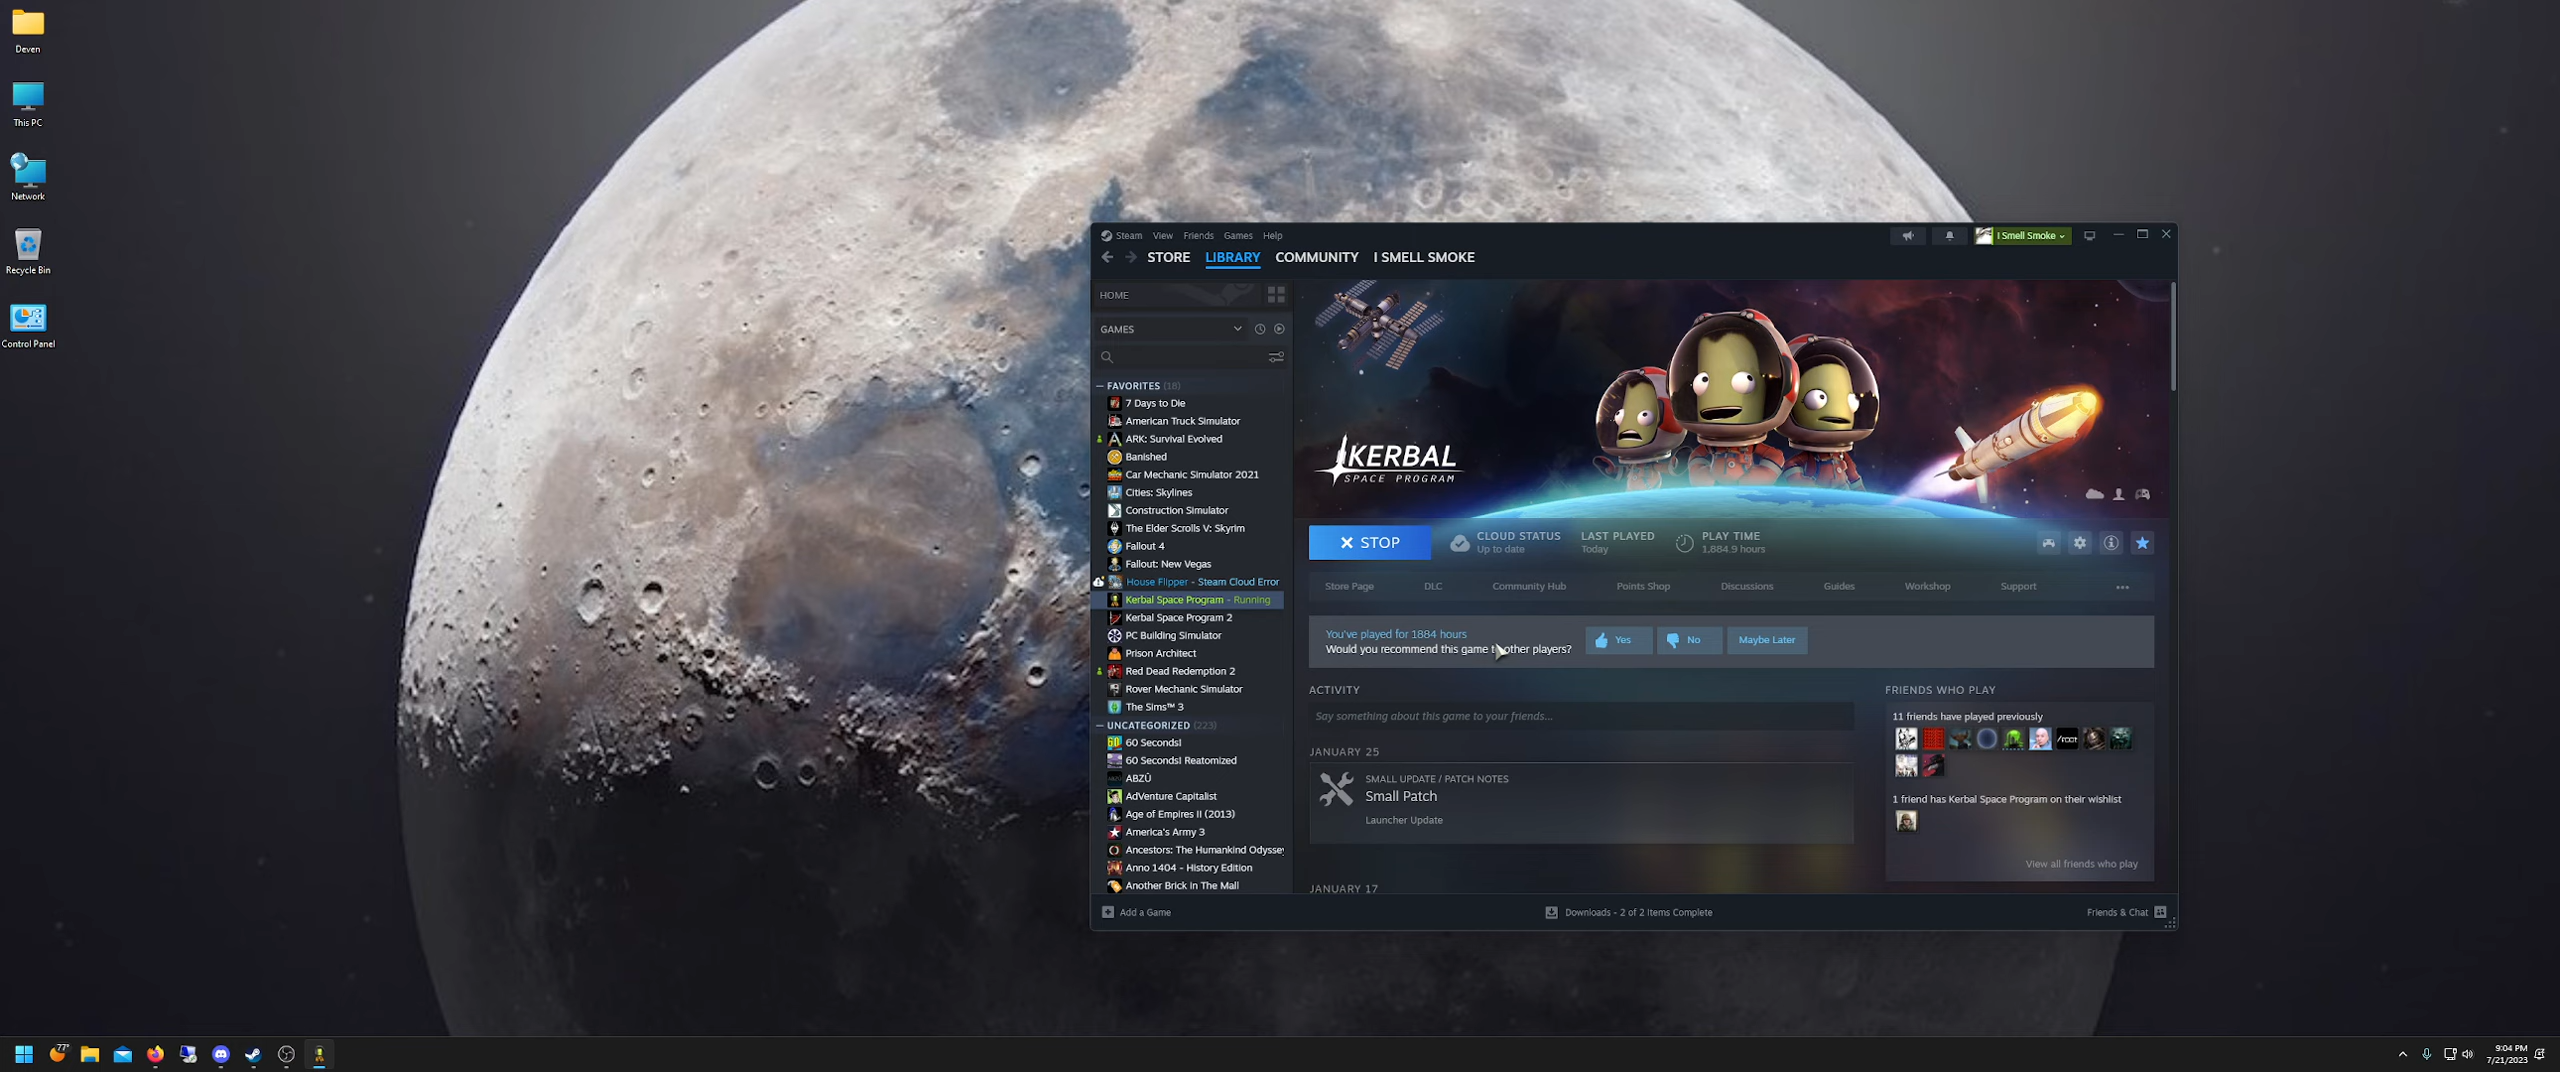 Deven
This PC
Network
Recycle Bin
Control Panel
Steam View Friends Games Help
I Smell Smoke
STORE LIBRARY COMMUNITY I SMELL SMOKE
HOME
GAMES
FAVORITES (18)
7 Days to Die
American Truck Simulator
ARK: Survival Evolved
Banished
Car Mechanic Simulator 2021
Cities: Skylines
Construction Simulator
The Elder Scrolls V: Skyrim
Fallout 4
Fallout: New Vegas
House Flipper - Steam Cloud Error
Kerbal Space Program - Running
Kerbal Space Program 2
PC Building Simulator
Prison Architect
Red Dead Redemption 2
Rover Mechanic Simulator
The Sims™ 3
UNCATEGORIZED (223)
60 Seconds!
60 Seconds! Reatomized
ABZÛ
AdVenture Capitalist
Age of Empires II (2013)
America's Army 3
Ancestors: The Humankind Odyssey
Anno 1404 - History Edition
Another Brick In The Mall
KERBAL
SPACE PROGRAM
STOP
CLOUD STATUS
Up to date
LAST PLAYED
Today
PLAY TIME
1,884.9 hours
Store Page DLC Community Hub Points Shop Discussions Guides Workshop Support
You've played for 1884 hours
Would you recommend this game to other players?
Yes No Maybe Later
ACTIVITY
Say something about this game to your friends...
JANUARY 25
SMALL UPDATE / PATCH NOTES
Small Patch
Launcher Update
JANUARY 17
FRIENDS WHO PLAY
11 friends have played previously
/root
1 friend has Kerbal Space Program on their wishlist
View all friends who play
Add a Game
Downloads - 2 of 2 Items Complete
Friends & Chat
77°
9:04 PM
7/21/2023